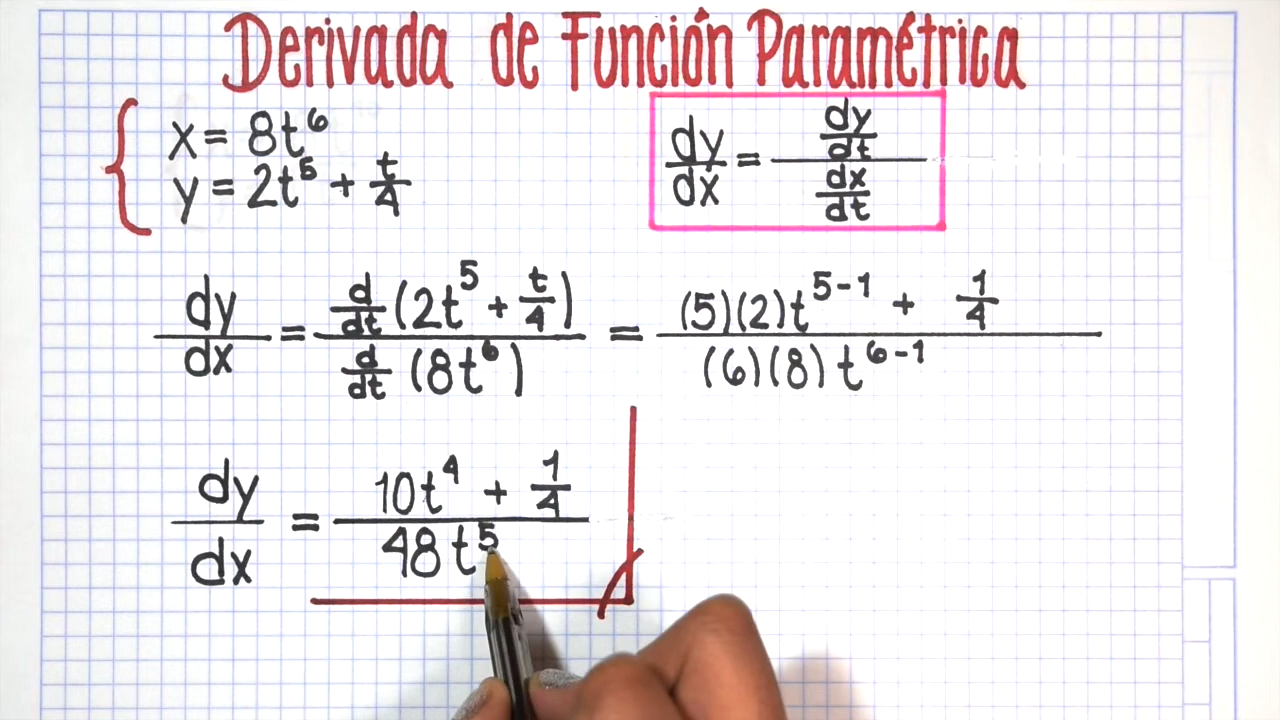 Derivada de Función Paramétrica
x = 8t⁶
y = 2t⁵ + t/4
dy/dx = (dy/dt)/(dx/dt)
dy/dx = (d/dt (2t⁵ + t/4))/(d/dt (8t⁶)) = ((5)(2)t⁵⁻¹ + 1/4)/((6)(8)t⁶⁻¹)
dy/dx = (10t⁴ + 1/4)/(48t⁵)